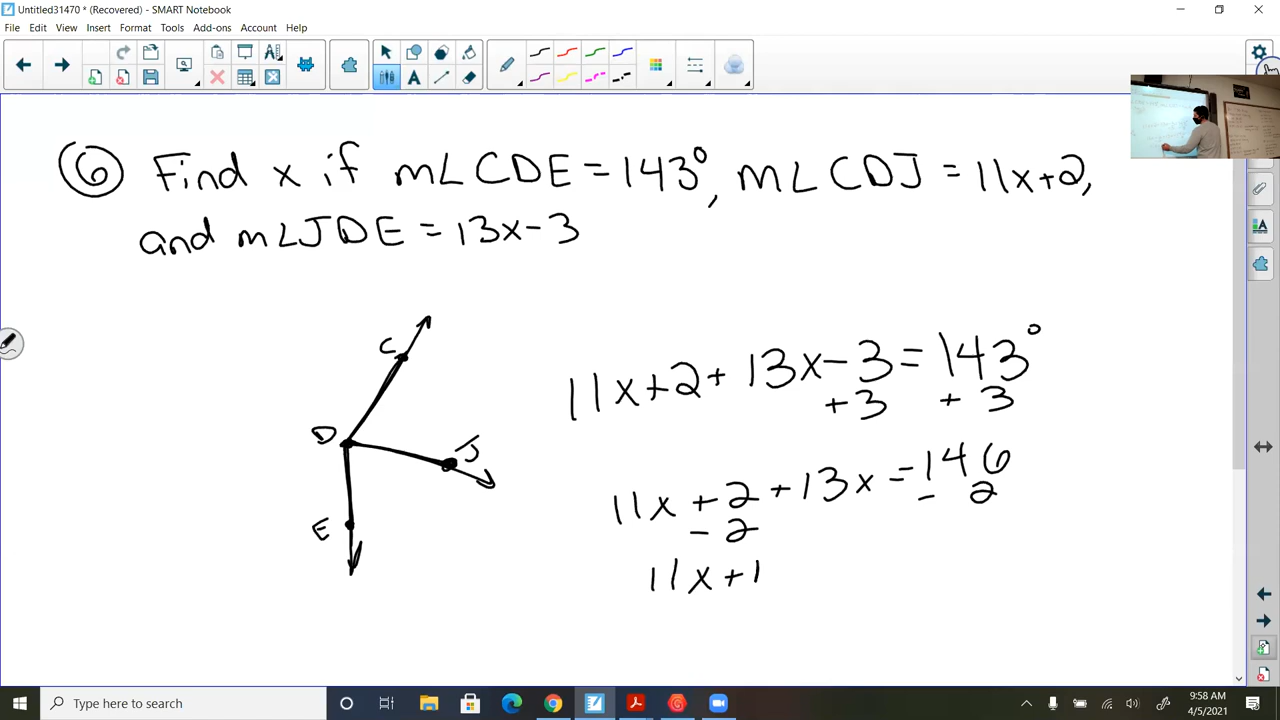 Untitled31470 * (Recovered) - SMART Notebook
File Edit View Insert Format Tools Add-ons Account Help
⑥ Find x if m∠CDE = 143°, m∠CDJ = 11x+2,
and m∠JDE = 13x-3
C
D
J
E
11x+2+13x-3=143°
+3 +3
11x+2+13x=146
-2 -2
11x+1
Type here to search
9:58 AM
4/5/2021